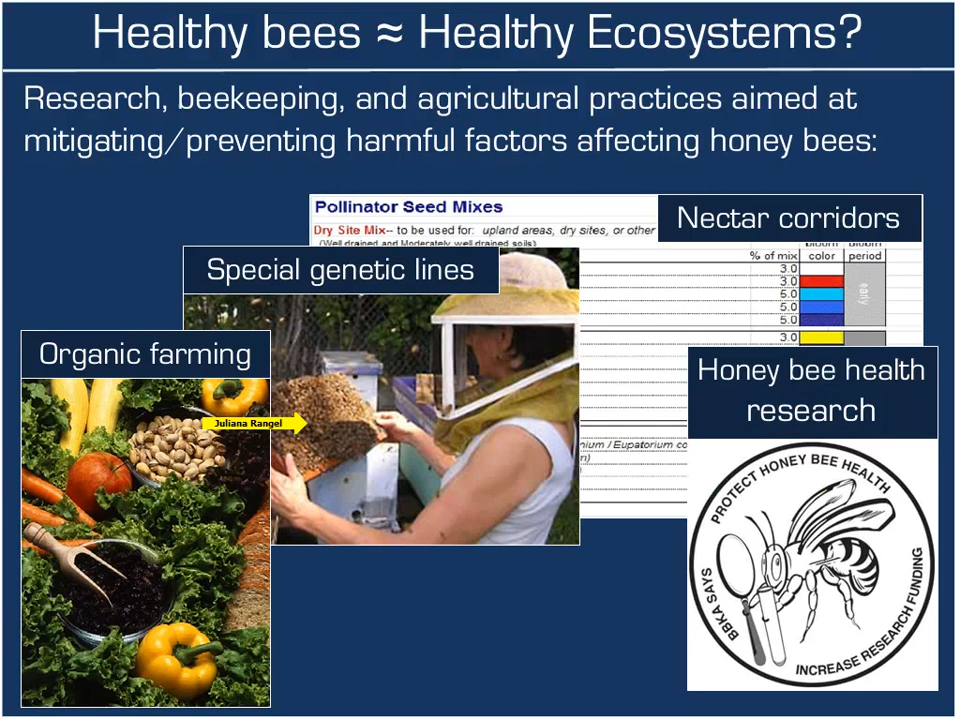 Healthy bees ≈ Healthy Ecosystems?
Research, beekeeping, and agricultural practices aimed at
mitigating/preventing harmful factors affecting honey bees:
Pollinator Seed Mixes
Nectar corridors
Dry Site Mix-- to be used for: upland areas, dry sites, or other
(Well drained and Moderately well drained soils)
bloom bloom
% of mix color period
3.0
3.0
5.0
5.0
5.0
early
3.0
Special genetic lines
Organic farming
Juliana Rangel
Honey bee health
research
nium / Eupatorium co
PROTECT HONEY BEE HEALTH
BBKA SAYS
INCREASE RESEARCH FUNDING